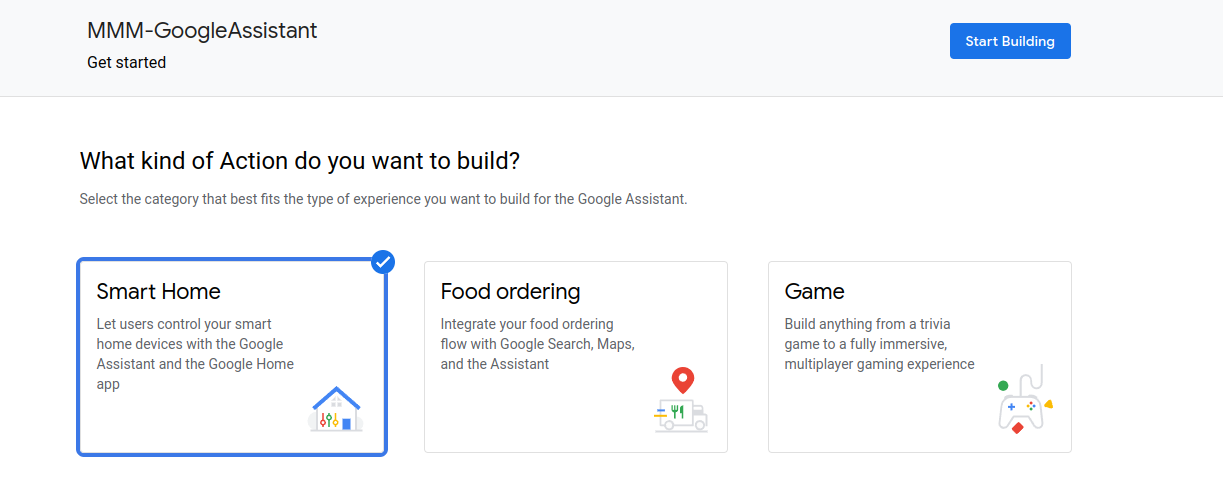 MMM-GoogleAssistant
Get started
Start Building
What kind of Action do you want to build?
Select the category that best fits the type of experience you want to build for the Google Assistant.
Smart Home
Let users control your smart
home devices with the Google
Assistant and the Google Home
app
Food ordering
Integrate your food ordering
flow with Google Search, Maps,
and the Assistant
Game
Build anything from a trivia
game to a fully immersive,
multiplayer gaming experience